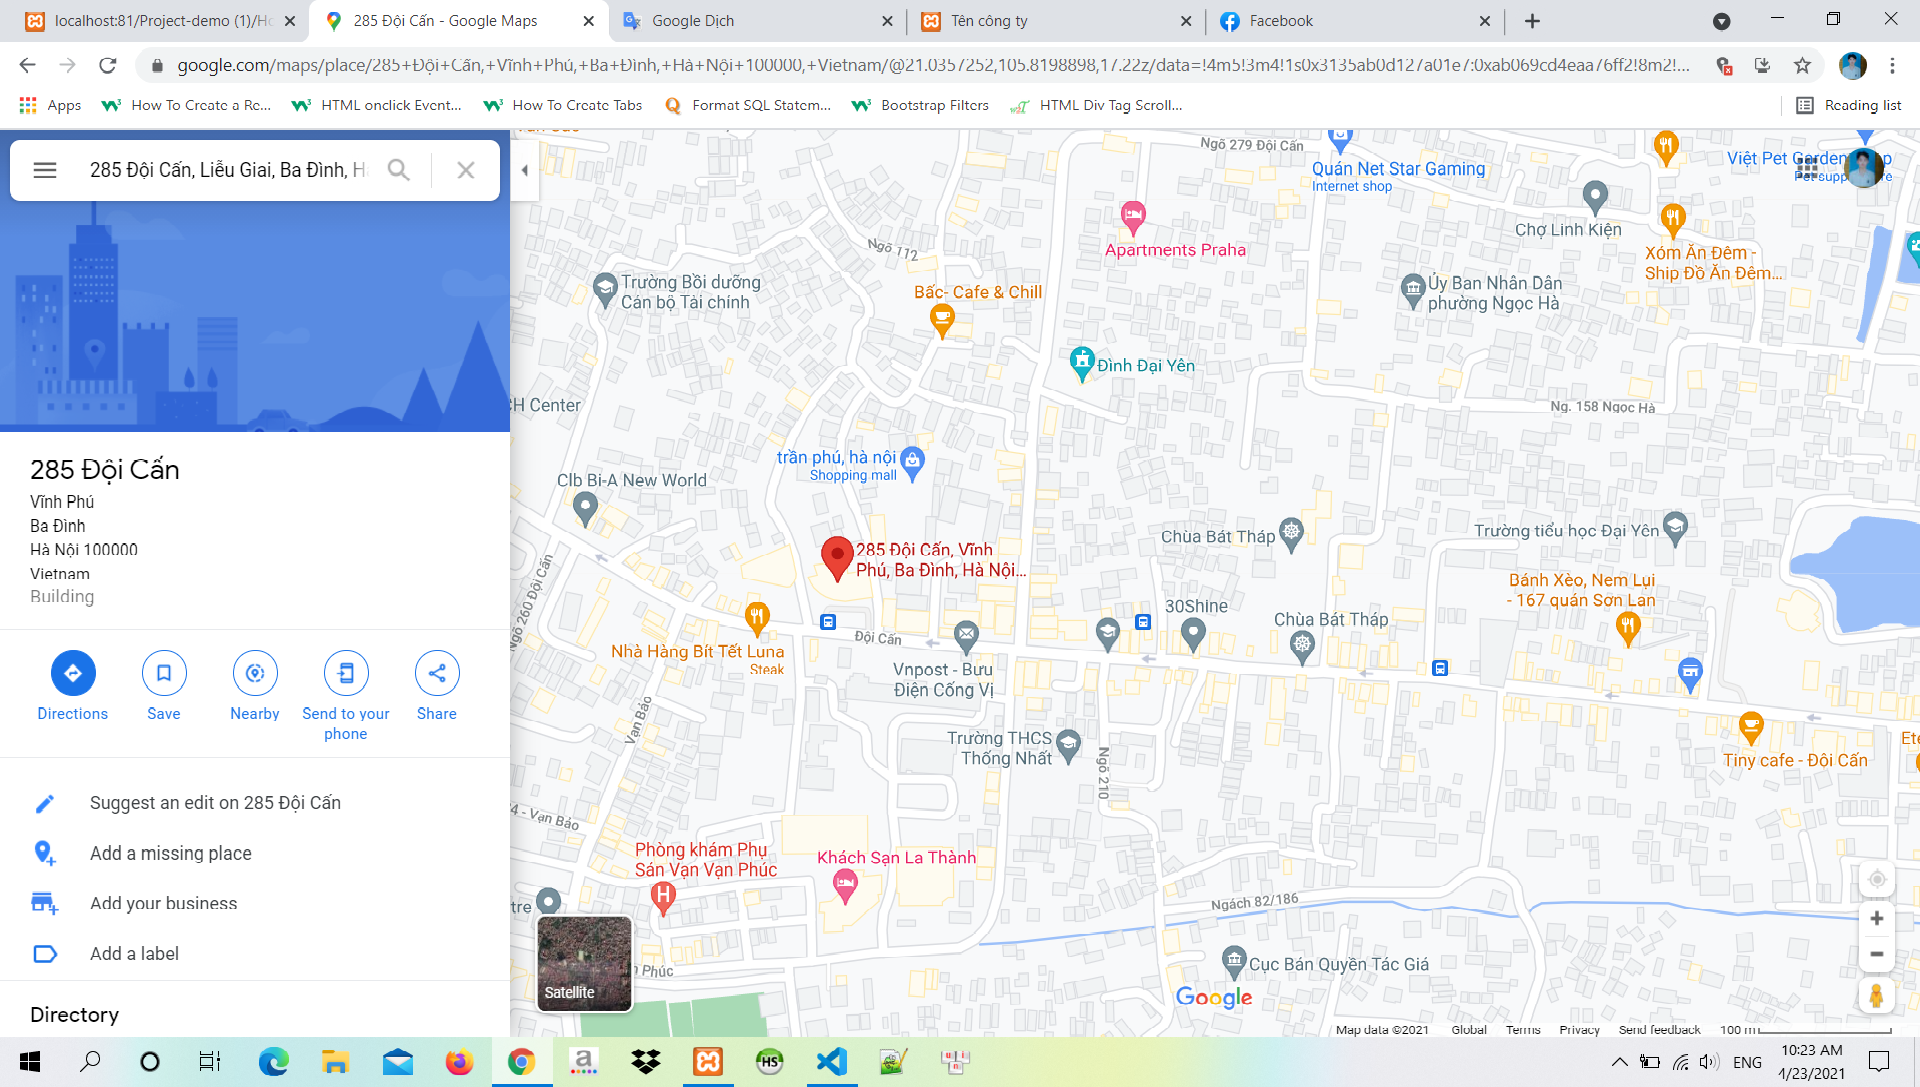 localhost:81/Project-demo (1)/Ho
285 Đội Cấn - Google Maps
Google Dịch
Tên công ty
Facebook
google.com/maps/place/285+Đội+Cấn,+Vĩnh+Phú,+Ba+Đình,+Hà+Nội+100000,+Vietnam/@21.0357252,105.8198898,17.22z/data=!4m5!3m4!1s0x3135ab0d127a01e7:0xab069cd4eaa76ff2!8m2!...
Apps
How To Create a Re...
HTML onclick Event...
How To Create Tabs
Format SQL Statem...
Bootstrap Filters
HTML Div Tag Scroll...
Reading list
285 Đội Cấn, Liễu Giai, Ba Đình, Hà
285 Đội Cấn
Vĩnh Phú
Ba Đình
Hà Nội 100000
Vietnam
Building
Directions
Save
Nearby
Send to your
phone
Share
Suggest an edit on 285 Đội Cấn
Add a missing place
Add your business
Add a label
Directory
Ngõ 279 Đội Cấn
Quán Net Star Gaming
Internet shop
Việt Pet Garden
Chợ Linh Kiện
Apartments Praha
Xóm Ăn Đêm -
Ship Đồ Ăn Đêm...
Ngõ 112
Trường Bồi dưỡng
Cán bộ Tài chính
Bấc- Cafe & Chill
Ủy Ban Nhân Dân
phường Ngọc Hà
Đình Đại Yên
CH Center
Ng. 158 Ngọc Hà
trần phú, hà nội
Shopping mall
Clb Bi-A New World
Chùa Bát Tháp
Trường tiểu học Đại Yên
285 Đội Cấn, Vĩnh
Phú, Ba Đình, Hà Nội...
Ngõ 260 Đội Cấn
Bánh Xèo, Nem Lụi
- 167 quán Sơn Lan
30Shine
Chùa Bát Tháp
Đội Cấn
Nhà Hàng Bít Tết Luna
Steak
Vnpost - Bưu
Điện Cống Vị
Vạn Bảo
Trường THCS
Thống Nhất
Ngõ 210
Ete
Tiny cafe - Đội Cấn
74 - Vạn Bảo
Phòng khám Phụ
Sản Vạn Vạn Phúc
Khách Sạn La Thành
tre
Ngách 82/186
n Phúc
Cục Bản Quyền Tác Giả
Satellite
Google
Map data ©2021
Global
Terms
Privacy
Send feedback
100 m
ENG
10:23 AM
4/23/2021